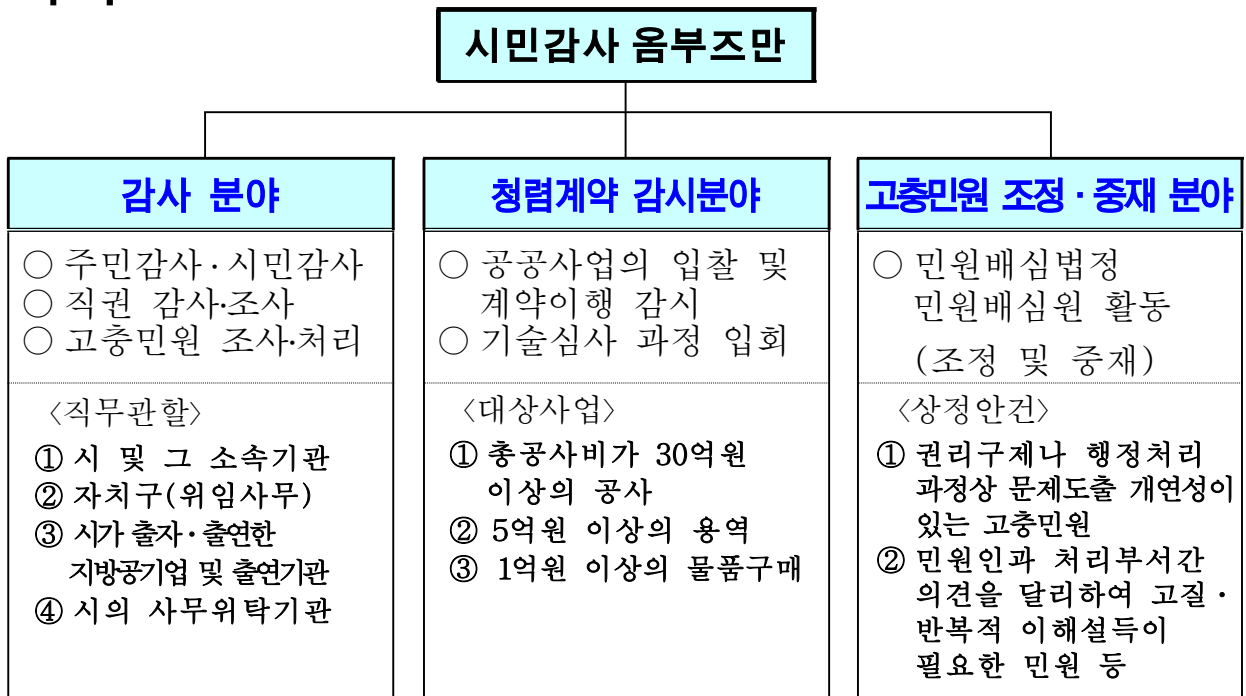 시민감사 옴부즈만
감사 분야
○ 주민감사·시민감사
○ 직권 감사·조사
○ 고충민원 조사·처리
〈직무관할〉
① 시 및 그 소속기관
② 자치구(위임사무)
③ 시가 출자·출연한
지방공기업 및 출연기관
④ 시의 사무위탁기관
청렴계약 감시분야
○ 공공사업의 입찰 및
계약이행 감시
○ 기술심사 과정 입회
〈대상사업〉
① 총공사비가 30억원
이상의 공사
② 5억원 이상의 용역
③ 1억원 이상의 물품구매
고충민원 조정·중재 분야
○ 민원배심법정
민원배심원 활동
(조정 및 중재)
〈상정안건〉
① 권리구제나 행정처리
과정상 문제도출 개연성이
있는 고충민원
② 민원인과 처리부서간
의견을 달리하여 고질·
반복적 이해설득이
필요한 민원 등